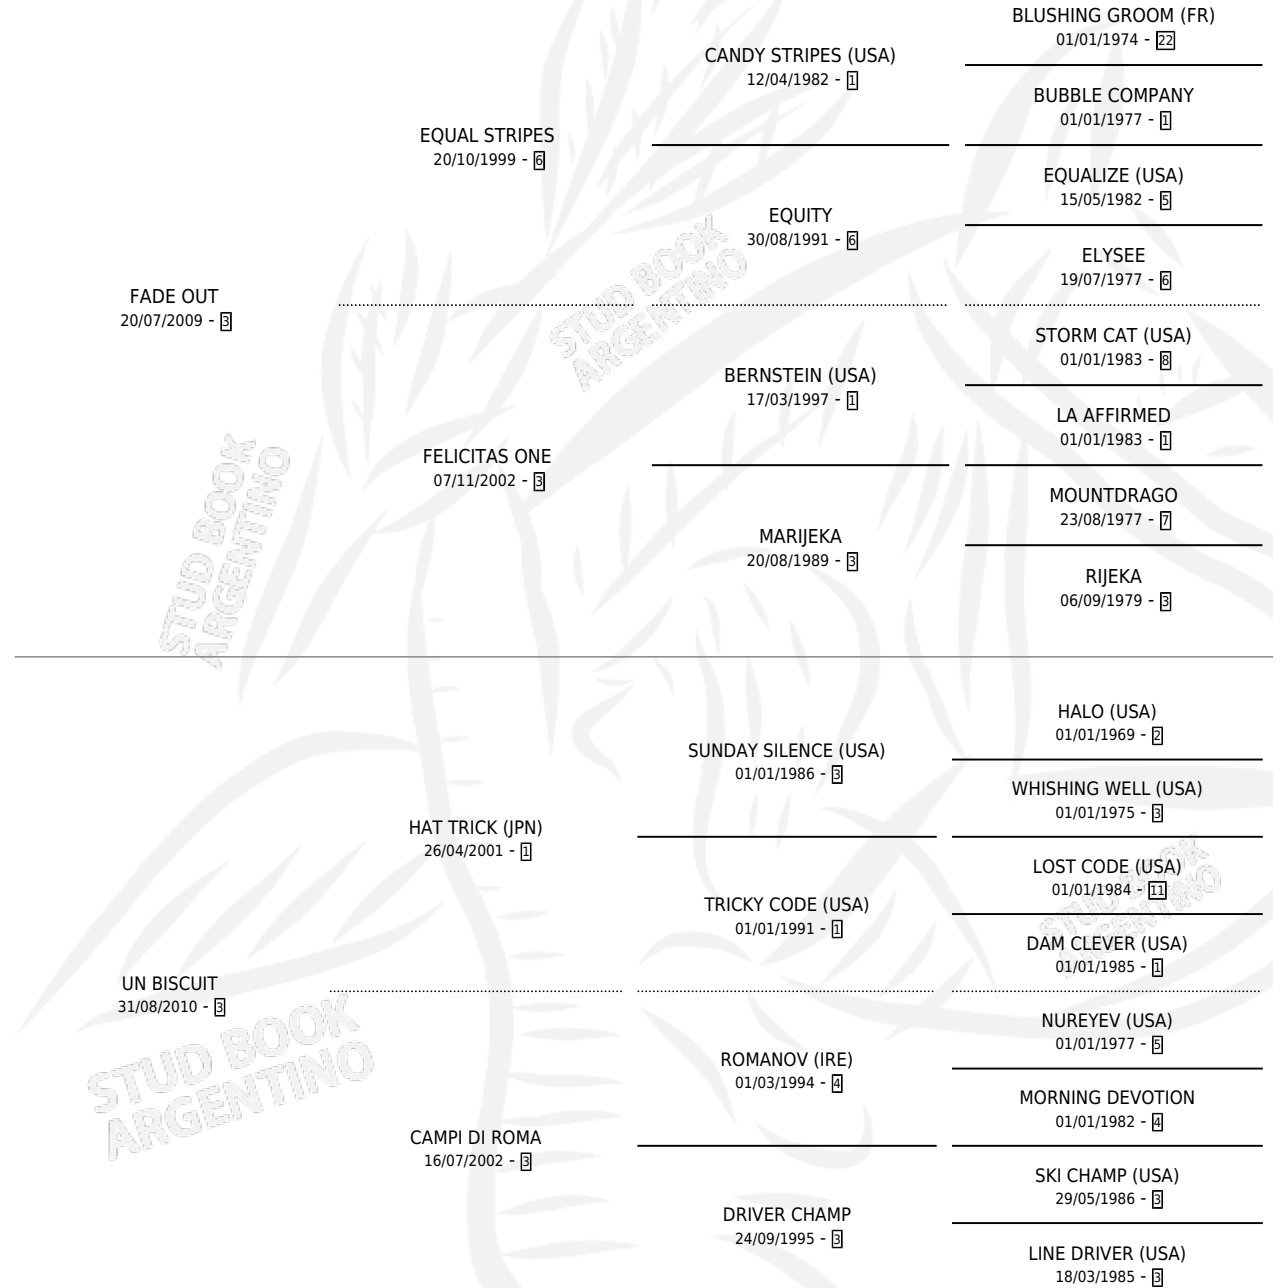 BLUSHING GROOM (FR)
01/01/1974 - 22
CANDY STRIPES (USA)
12/04/1982 - 1
BUBBLE COMPANY
01/01/1977 - 1
EQUAL STRIPES
20/10/1999 - 6
EQUALIZE (USA)
15/05/1982 - 5
EQUITY
30/08/1991 - 6
ELYSEE
19/07/1977 - 6
FADE OUT
20/07/2009 - 3
STORM CAT (USA)
01/01/1983 - 8
BERNSTEIN (USA)
17/03/1997 - 1
LA AFFIRMED
01/01/1983 - 1
FELICITAS ONE
07/11/2002 - 3
MOUNTDRAGO
23/08/1977 - 7
MARIJEKA
20/08/1989 - 3
RIJEKA
06/09/1979 - 3
HALO (USA)
01/01/1969 - 2
SUNDAY SILENCE (USA)
01/01/1986 - 3
WHISHING WELL (USA)
01/01/1975 - 3
HAT TRICK (JPN)
26/04/2001 - 1
LOST CODE (USA)
01/01/1984 - 11
TRICKY CODE (USA)
01/01/1991 - 1
DAM CLEVER (USA)
01/01/1985 - 1
UN BISCUIT
31/08/2010 - 3
NUREYEV (USA)
01/01/1977 - 5
ROMANOV (IRE)
01/03/1994 - 4
MORNING DEVOTION
01/01/1982 - 4
CAMPI DI ROMA
16/07/2002 - 3
SKI CHAMP (USA)
29/05/1986 - 3
DRIVER CHAMP
24/09/1995 - 3
LINE DRIVER (USA)
18/03/1985 - 3
STUD BOOK
ARGENTINO
STUD BOOK
ARGENTINO
STUD BOOK
ARGENTINO
STUD BOOK
ARGENTINO